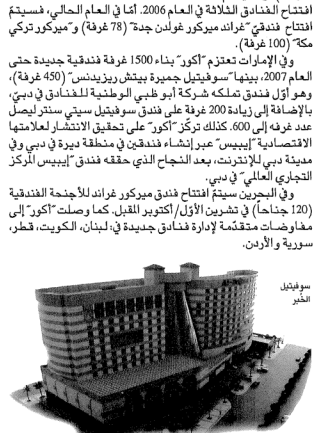 افتتاح الفنادق الثلاثة في العام 2006. أمّا في العام الحالي، فسيتمّ
افتتاح فندقيّ "غراند ميركور غولدن جدة" (78 غرفة) و"ميركور تركي
مكة" (100 غرفة).
وفي الإمارات تعتزم "أكور" بناء 1500 غرفة فندقية جديدة حتى
العام 2007، بينها "سوفيتيل جميرة بيتش ريزيدنس" (450 غرفة)،
وهو أوّل فندق تملكه شركة أبو ظبي الوطنية للفنادق في دبي،
بالإضافة إلى زيادة 200 غرفة على فندق سوفيتيل سيتي سنتر ليصل
عدد غرفه إلى 600. كذلك تركّز "أكور" على تحقيق الانتشار لعلامتها
الاقتصادية "إيبيس" عبر إنشاء فندقين في منطقة ديرة في دبي وفي
مدينة دبي للإنترنت، بعد النجاح الذي حققه فندق "إيبيس المركز
التجاري العالمي" في دبي.
وفي البحرين سيتمّ افتتاح فندق ميركور غراند للأجنحة الفندقية
(120 جناحاً) في تشرين الأوّل/أكتوبر المقبل. كما وصلت "أكور" إلى
مفاوضات متقدّمة لإدارة فنادق جديدة في: لبنان، الكويت، قطر،
سورية والأردن.
سوفيتيل
الخُبر